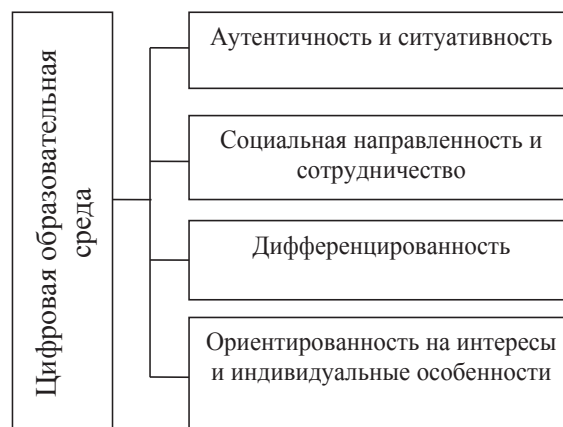 Цифровая образовательная
среда
Аутентичность и ситуативность
Социальная направленность и
сотрудничество
Дифференцированность
Ориентированность на интересы
и индивидуальные особенности